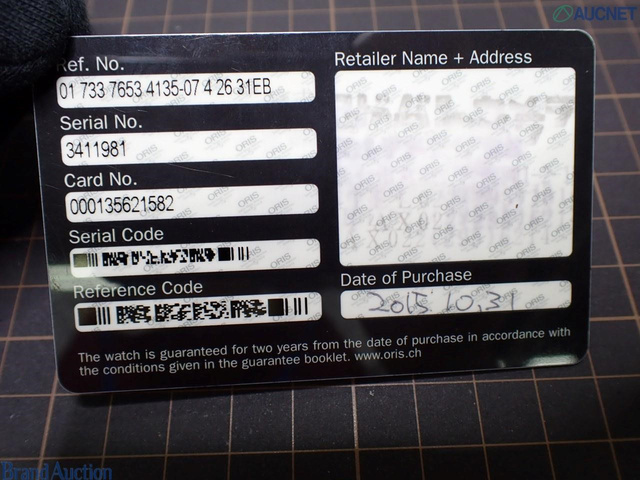 AUCNET
Ref. No.
01 733 7653 4135-07 4 26 31EB
Serial No.
3411981
Card No.
000135621582
Serial Code
Reference Code
Retailer Name + Address
Date of Purchase
2015.10.31
The watch is guaranteed for two years from the date of purchase in accordance with
the conditions given in the guarantee booklet. www.oris.ch
Brand Auction